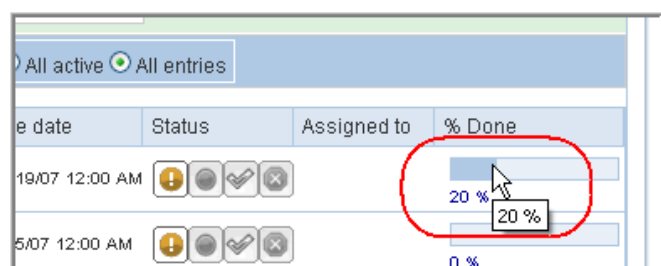 All active All entries
e date Status Assigned to % Done
19/07 12:00 AM
20 %
20 %
5/07 12:00 AM
0 %